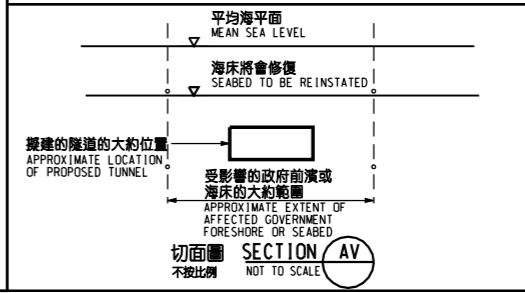 平均海平面
MEAN SEA LEVEL
海床將會修復
SEABED TO BE REINSTATED
擬建的隧道的大約位置
APPROXIMATE LOCATION
OF PROPOSED TUNNEL
受影響的政府前濱或
海床的大約範圍
APPROXIMATE EXTENT OF
AFFECTED GOVERNMENT
FORESHORE OR SEABED
切面圖 SECTION AV
不按比例 NOT TO SCALE